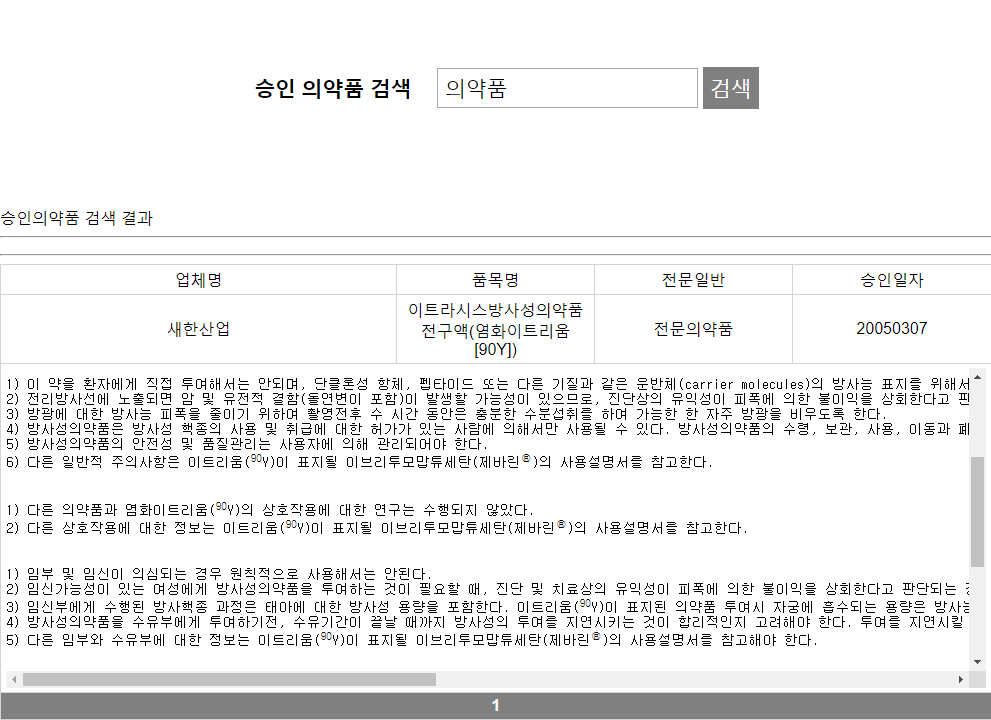 승인 의약품 검색
의약품
검색
승인의약품 검색 결과
업체명 품목명 전문일반 승인일자
새한산업 이트라시스방사성의약품 전문의약품 20050307
전구액(염화이트리움
[90Y])
1) 이 약을 환자에게 직접 투여해서는 안되며, 단클론성 항체, 펩타이드 또는 다른 기질과 같은 운반체(carrier molecules)의 방사능 표지를 위해서
2) 전리방사선에 노출되면 암 및 유전적 결함(돌연변이 포함)이 발생할 가능성이 있으므로, 진단상의 유익성이 피폭에 의한 불이익을 상회한다고 판
3) 방광에 대한 방사능 피폭을 줄이기 위하여 촬영전후 수 시간 동안은 충분한 수분섭취를 하며 가능한 한 자주 방광을 비우도록 한다.
4) 방사성의약품은 방사성 핵종의 사용 및 취급에 대한 허가가 있는 사람에 의해서만 사용될 수 있다. 방사성의약품의 수령, 보관, 사용, 이동과 폐
5) 방사성의약품의 안전성 및 품질관리는 사용자에 의해 관리되어야 한다.
6) 다른 일반적 주의사항은 이트리움(⁹⁰Y)이 표지될 이브리투모맙튜세탄(제바린®)의 사용설명서를 참고한다.
1) 다른 의약품과 염화이트리움(⁹⁰Y)의 상호작용에 대한 연구는 수행되지 않았다.
2) 다른 상호작용에 대한 정보는 이트리움(⁹⁰Y)이 표지될 이브리투모맙튜세탄(제바린®)의 사용설명서를 참고한다.
1) 임부 및 임신이 의심되는 경우 원칙적으로 사용해서는 안된다.
2) 임신가능성이 있는 여성에게 방사성의약품을 투여하는 것이 필요할 때, 진단 및 치료상의 유익성이 피폭에 의한 불이익을 상회한다고 판단되는
3) 임신부에게 수행된 방사핵종 과정은 태아에 대한 방사성 용량을 포함한다. 이트리움(⁹⁰Y)이 표지된 의약품 투여시 자궁에 흡수되는 용량은 방사능
4) 방사성의약품을 수유부에게 투여하기전, 수유기간이 끝날 때까지 방사성의 투여를 지연시키는 것이 합리적인지 고려해야 한다. 투여를 지연시킬
5) 다른 임부와 수유부에 대한 정보는 이트리움(⁹⁰Y)이 표지될 이브리투모맙튜세탄(제바린®)의 사용설명서를 참고해야 한다.
1